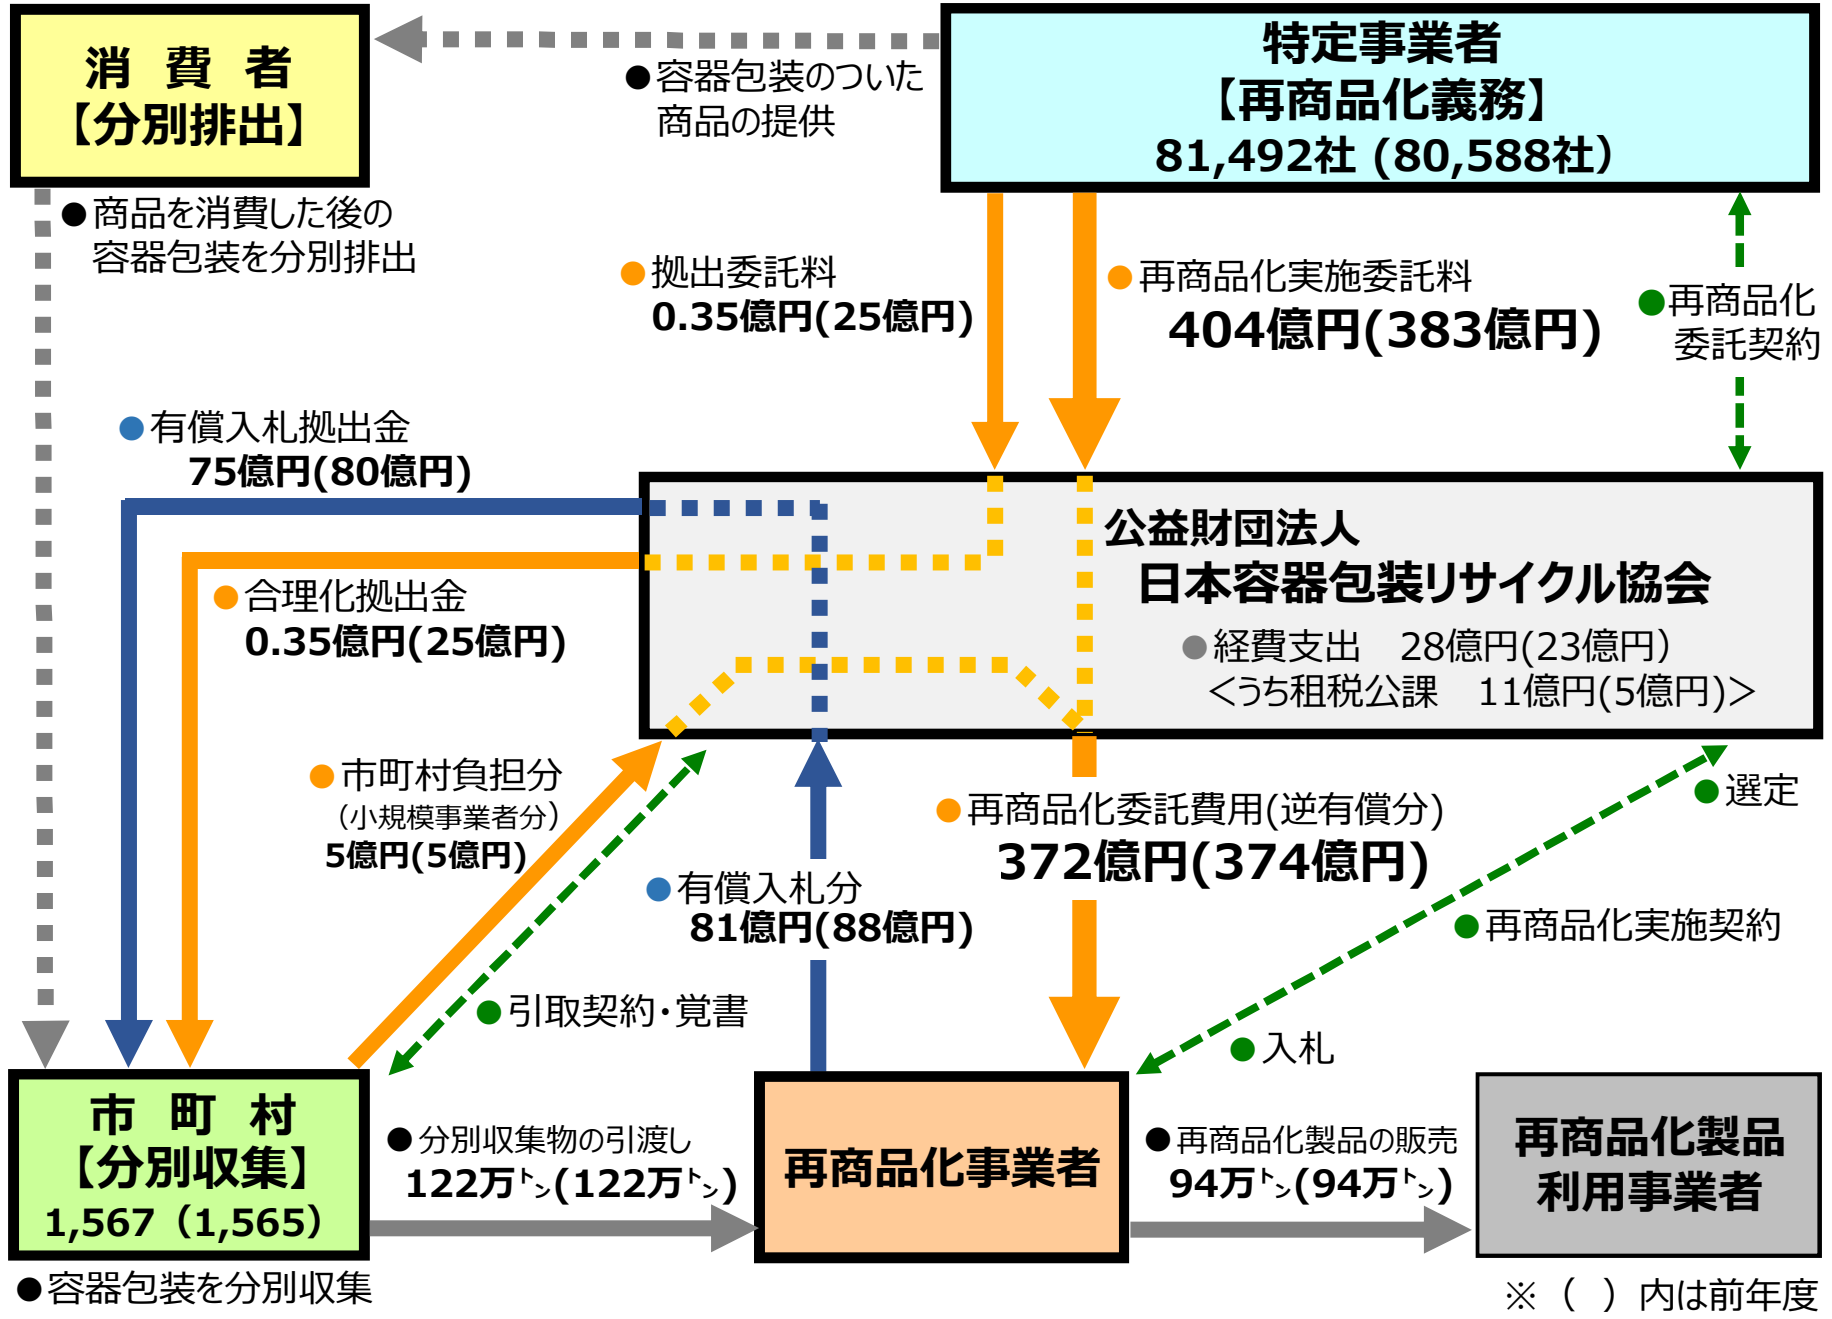 消 費 者
【分別排出】
●容器包装のついた
商品の提供
特定事業者
【再商品化義務】
81,492社 (80,588社）
●商品を消費した後の
容器包装を分別排出
●拠出委託料
0.35億円(25億円)
●再商品化実施委託料
404億円(383億円)
●再商品化
委託契約
●有償入札拠出金
75億円(80億円)
●合理化拠出金
0.35億円(25億円)
公益財団法人
日本容器包装リサイクル協会
●経費支出　28億円(23億円）
＜うち租税公課　11億円(5億円)＞
●市町村負担分
（小規模事業者分）
5億円(5億円)
●有償入札分
81億円(88億円)
●再商品化委託費用(逆有償分)
372億円(374億円)
●選定
●再商品化実施契約
●引取契約・覚書
●入札
市 町 村
【分別収集】
1,567（1,565）
●容器包装を分別収集
●分別収集物の引渡し
122万㌧(122万㌧)
再商品化事業者
●再商品化製品の販売
94万㌧(94万㌧)
再商品化製品
利用事業者
※（　）内は前年度